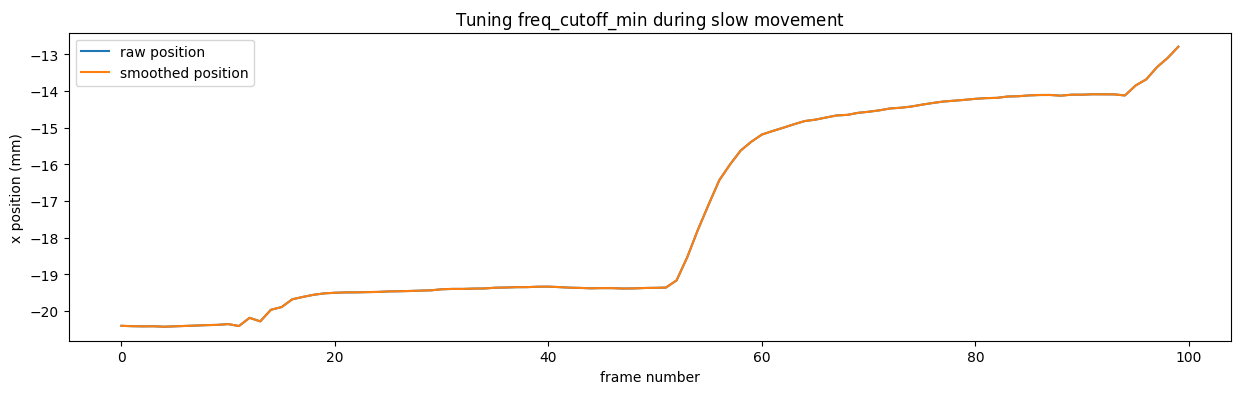 Tuning freq_cutoff_min during slow movement
raw position
smoothed position
x position (mm)
−13
−14
−15
−16
−17
−18
−19
−20
0 20 40 60 80 100
frame number